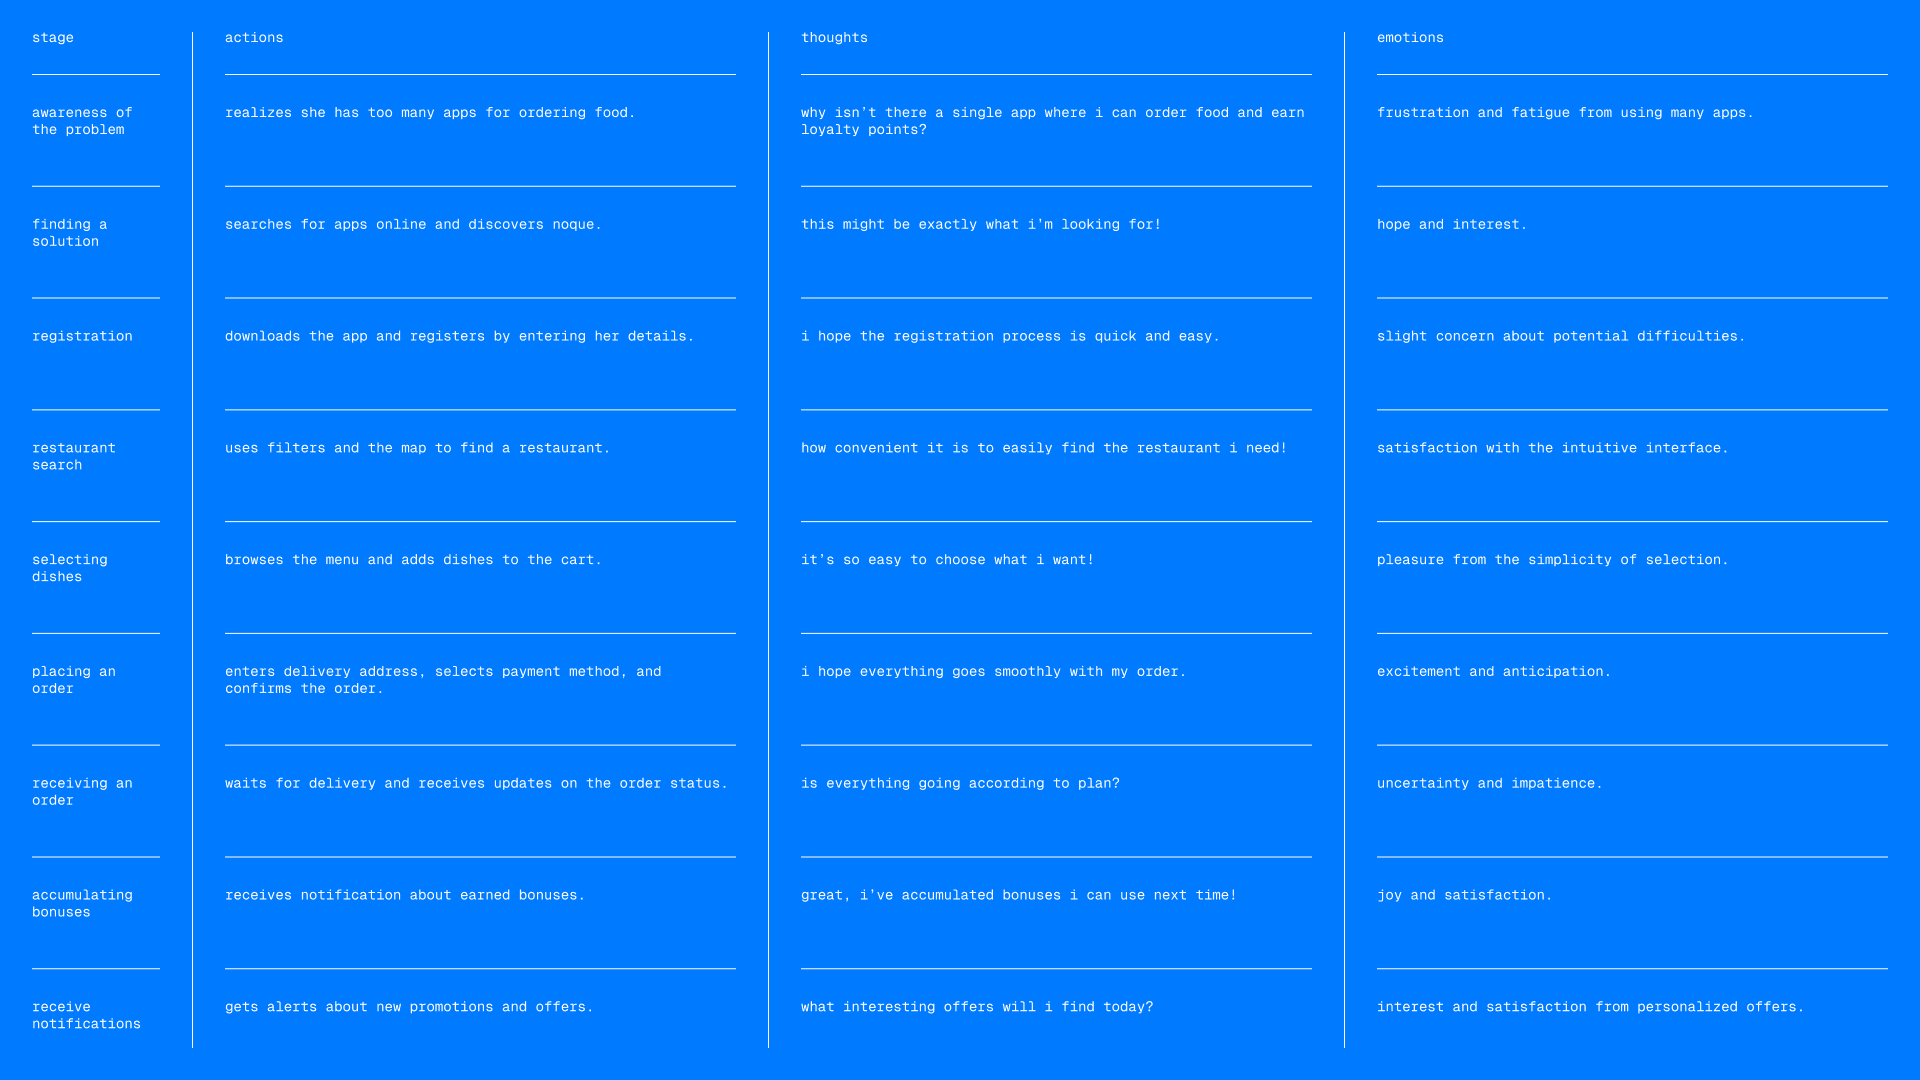 stage
actions
thoughts
emotions
awareness of
the problem
realizes she has too many apps for ordering food.
why isn’t there a single app where i can order food and earn
loyalty points?
frustration and fatigue from using many apps.
finding a
solution
searches for apps online and discovers noque.
this might be exactly what i’m looking for!
hope and interest.
registration
downloads the app and registers by entering her details.
i hope the registration process is quick and easy.
slight concern about potential difficulties.
restaurant
search
uses filters and the map to find a restaurant.
how convenient it is to easily find the restaurant i need!
satisfaction with the intuitive interface.
selecting
dishes
browses the menu and adds dishes to the cart.
it’s so easy to choose what i want!
pleasure from the simplicity of selection.
placing an
order
enters delivery address, selects payment method, and
confirms the order.
i hope everything goes smoothly with my order.
excitement and anticipation.
receiving an
order
waits for delivery and receives updates on the order status.
is everything going according to plan?
uncertainty and impatience.
accumulating
bonuses
receives notification about earned bonuses.
great, i’ve accumulated bonuses i can use next time!
joy and satisfaction.
receive
notifications
gets alerts about new promotions and offers.
what interesting offers will i find today?
interest and satisfaction from personalized offers.